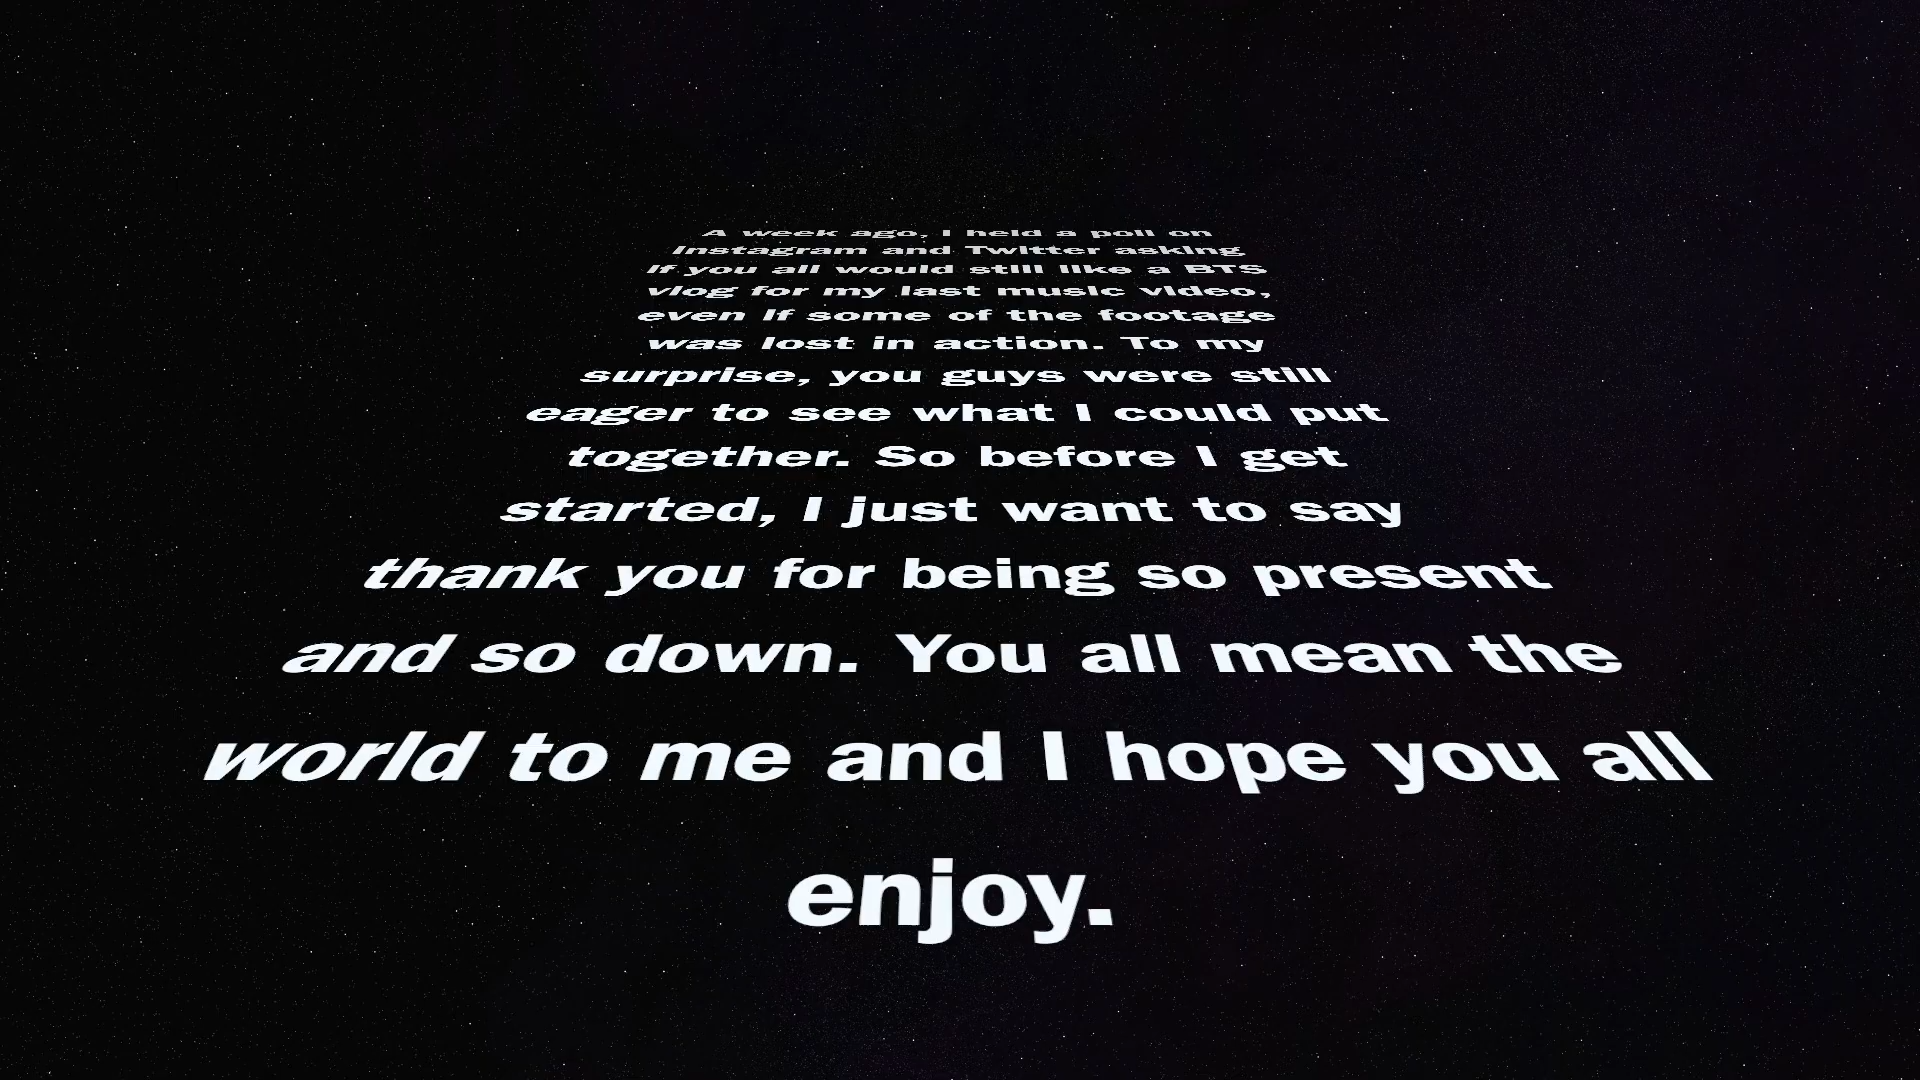 A week ago, I held a poll on
Instagram and Twitter asking
if you all would still like a BTS
vlog for my last music video,
even if some of the footage
was lost in action. To my
surprise, you guys were still
eager to see what I could put
together. So before I get
started, I just want to say
thank you for being so present
and so down. You all mean the
world to me and I hope you all
enjoy.